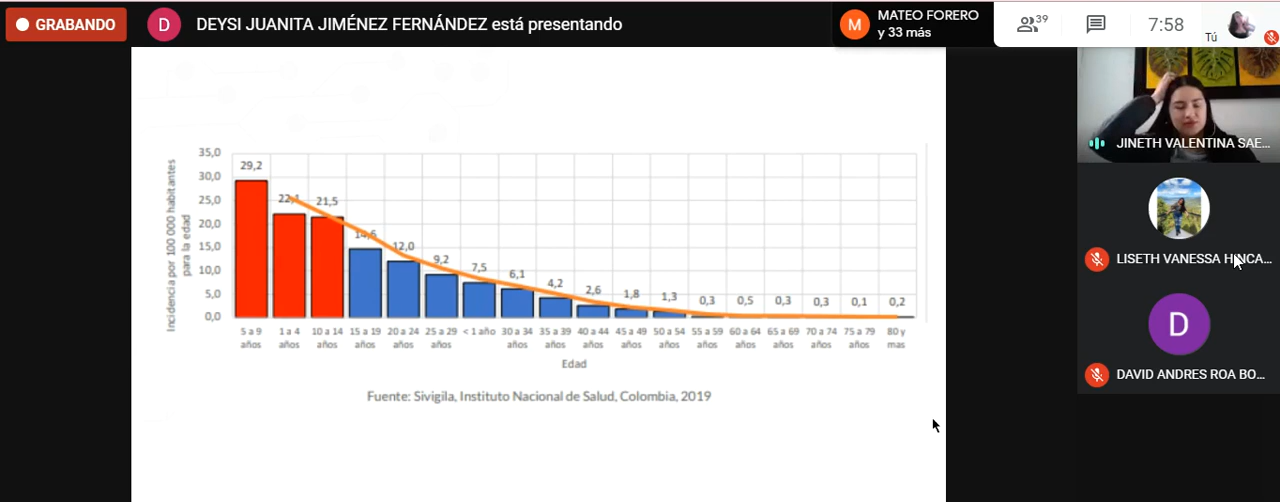 GRABANDO
D
DEYSI JUANITA JIMÉNEZ FERNÁNDEZ está presentando
M
MATEO FORERO
y 33 más
39
7:58
Tú
JINETH VALENTINA SAE...
LISETH VANESSA HINCA...
D
DAVID ANDRES ROA BO...
Incidencia por 100 000 habitantes
para la edad
35,0
30,0
25,0
20,0
15,0
10,0
5,0
0,0
29,2
22,1
21,5
14,6
12,0
9,2
7,5
6,1
4,2
2,6
1,8
1,3
0,3
0,5
0,3
0,3
0,1
0,2
5 a 9 años
1 a 4 años
10 a 14 años
15 a 19 años
20 a 24 años
25 a 29 años
< 1 año
30 a 34 años
35 a 39 años
40 a 44 años
45 a 49 años
50 a 54 años
55 a 59 años
60 a 64 años
65 a 69 años
70 a 74 años
75 a 79 años
80 y mas
Edad
Fuente: Sivigila, Instituto Nacional de Salud, Colombia, 2019